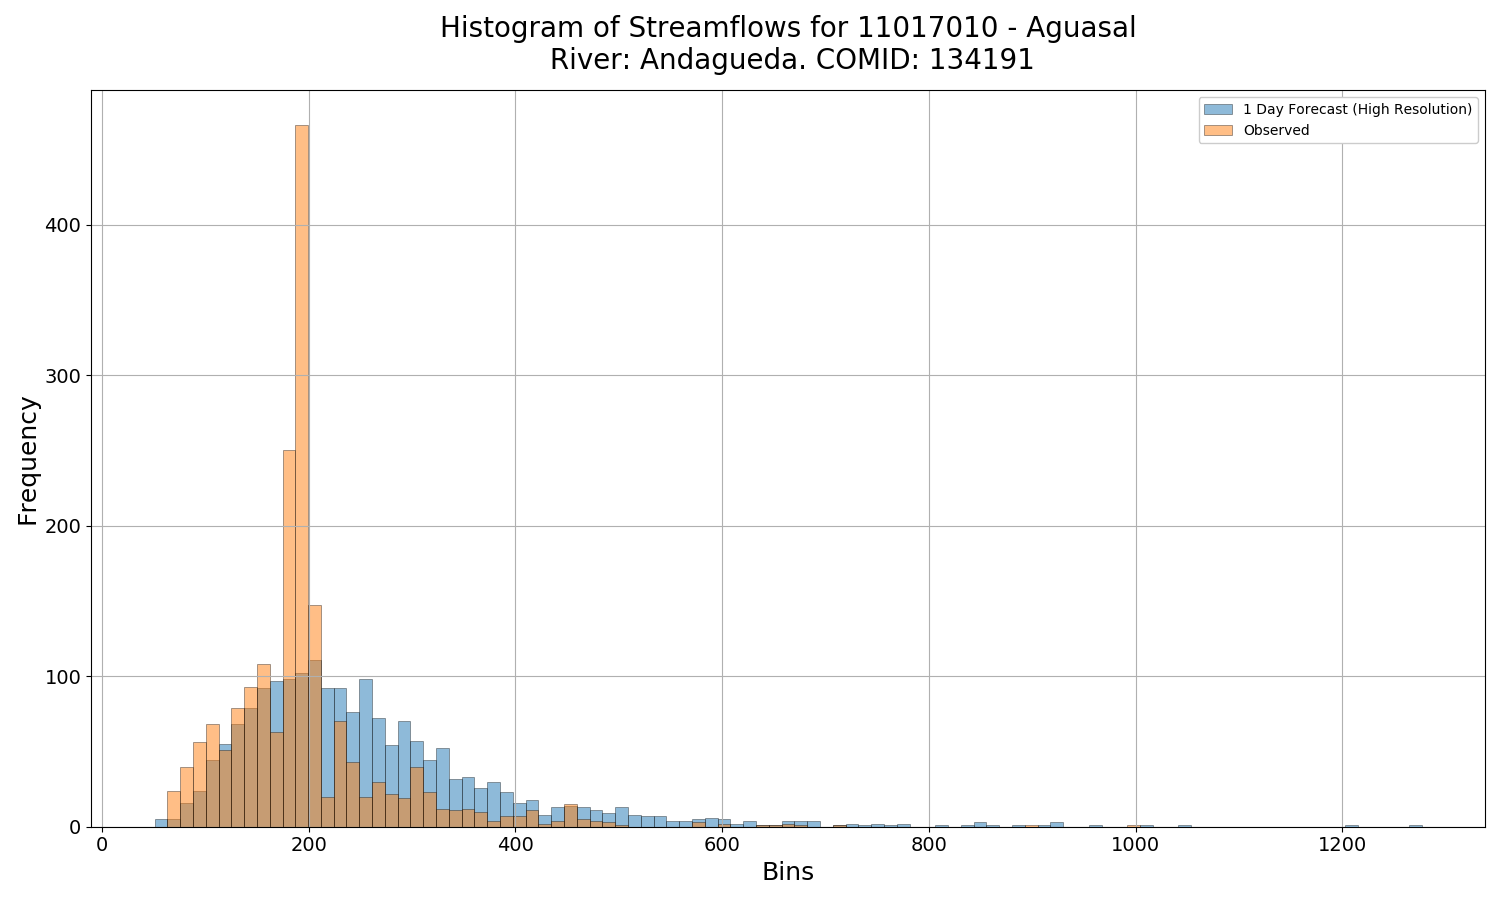 Histogram of Streamflows for 11017010 - Aguasal
River: Andagueda. COMID: 134191
1 Day Forecast (High Resolution)
Observed
Frequency
400
300
200
100
0
0 200 400 600 800 1000 1200
Bins